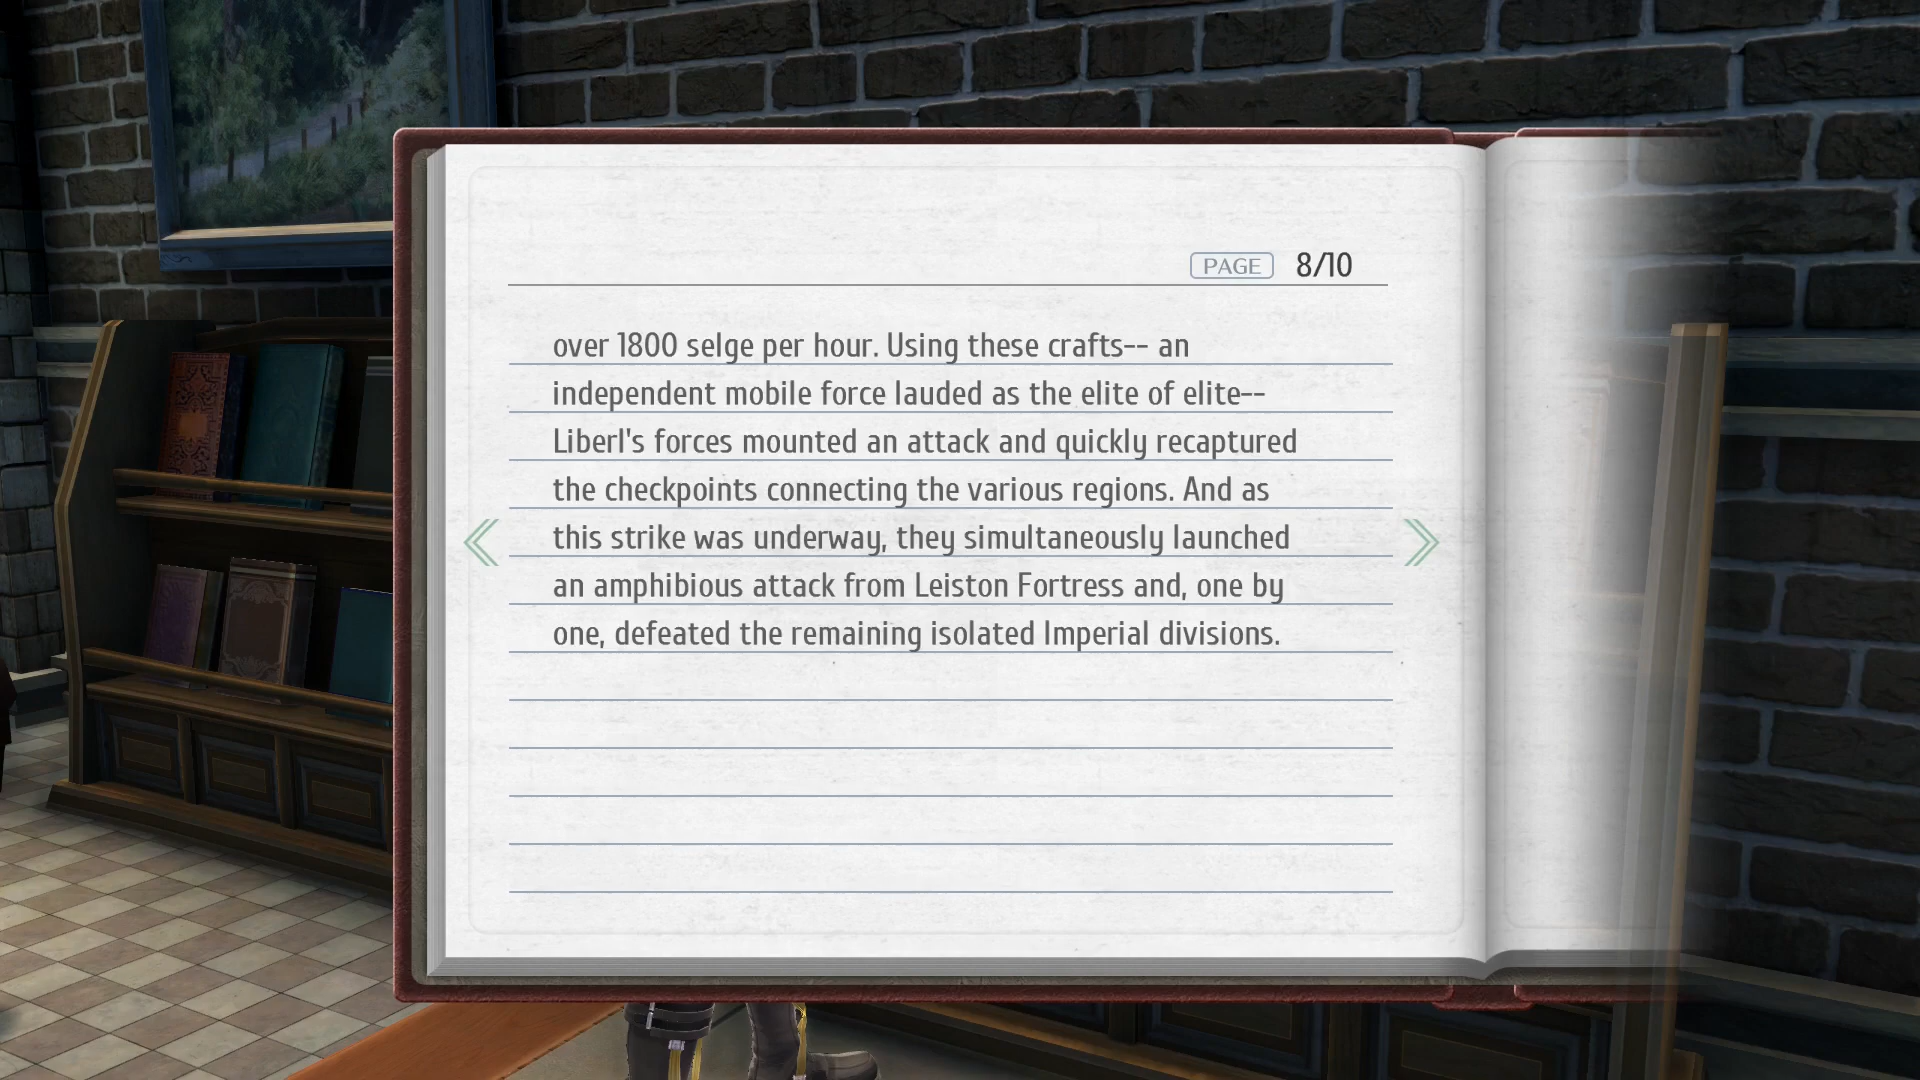 PAGE 8/10
over 1800 selge per hour. Using these crafts-- an
independent mobile force lauded as the elite of elite--
Liberl's forces mounted an attack and quickly recaptured
the checkpoints connecting the various regions. And as
this strike was underway, they simultaneously launched
an amphibious attack from Leiston Fortress and, one by
one, defeated the remaining isolated Imperial divisions.